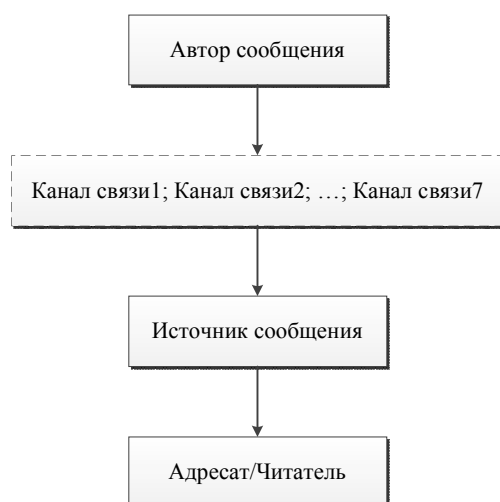 Автор сообщения
Канал связи1; Канал связи2; …; Канал связи7
Источник сообщения
Адресат/Читатель